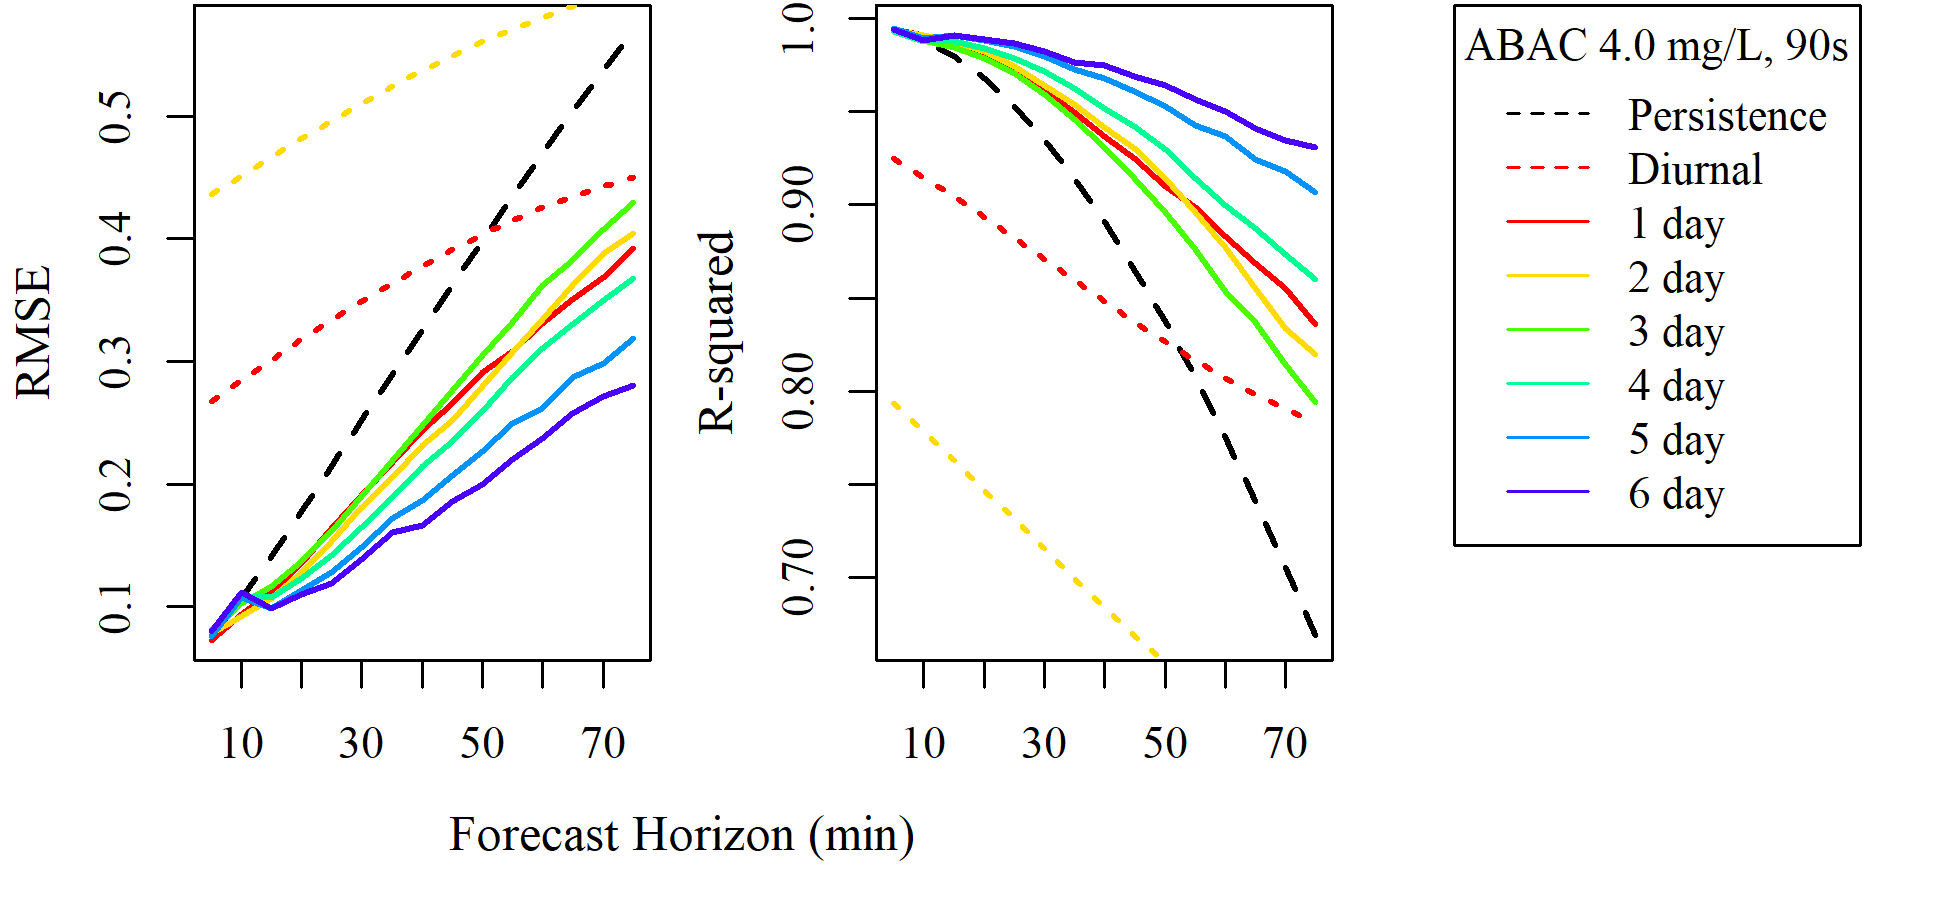 RMSE
0.1
0.2
0.3
0.4
0.5
10 30 50 70
R-squared
0.70
0.80
0.90
1.0
10 30 50 70
Forecast Horizon (min)
ABAC 4.0 mg/L, 90s
Persistence
Diurnal
1 day
2 day
3 day
4 day
5 day
6 day